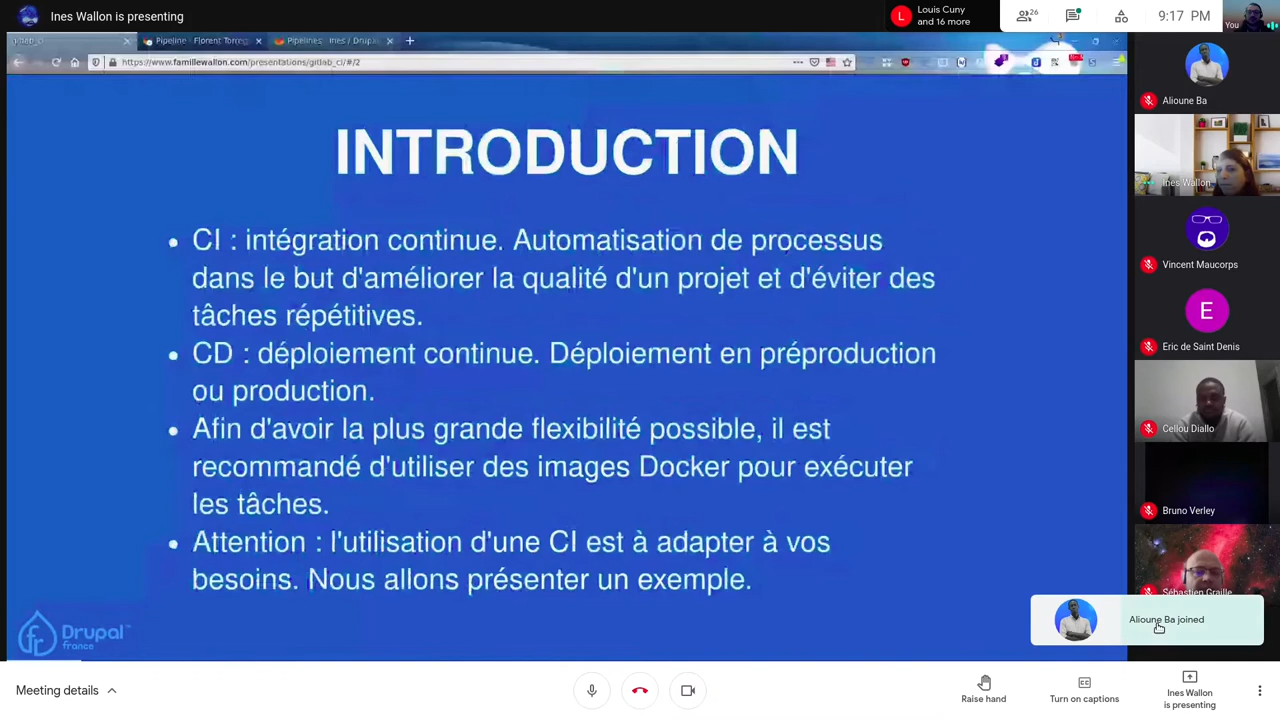 Ines Wallon is presenting
Louis Cuny
and 16 more
26
9:17 PM
You
Pipeline - Florent Torreg
Pipelines · Ines / Drupal
https://www.famillewallon.com/presentations/gitlab_ci/#/2
INTRODUCTION
CI : intégration continue. Automatisation de processus
dans le but d'améliorer la qualité d'un projet et d'éviter des
tâches répétitives.
CD : déploiement continue. Déploiement en préproduction
ou production.
Afin d'avoir la plus grande flexibilité possible, il est
recommandé d'utiliser des images Docker pour exécuter
les tâches.
Attention : l'utilisation d'une CI est à adapter à vos
besoins. Nous allons présenter un exemple.
Drupal
france
Alioune Ba
Ines Wallon
Vincent Maucorps
E
Eric de Saint Denis
Cellou Diallo
Bruno Verley
Sébastien Graille
Alioune Ba joined
Meeting details
Raise hand
Turn on captions
Ines Wallon
is presenting